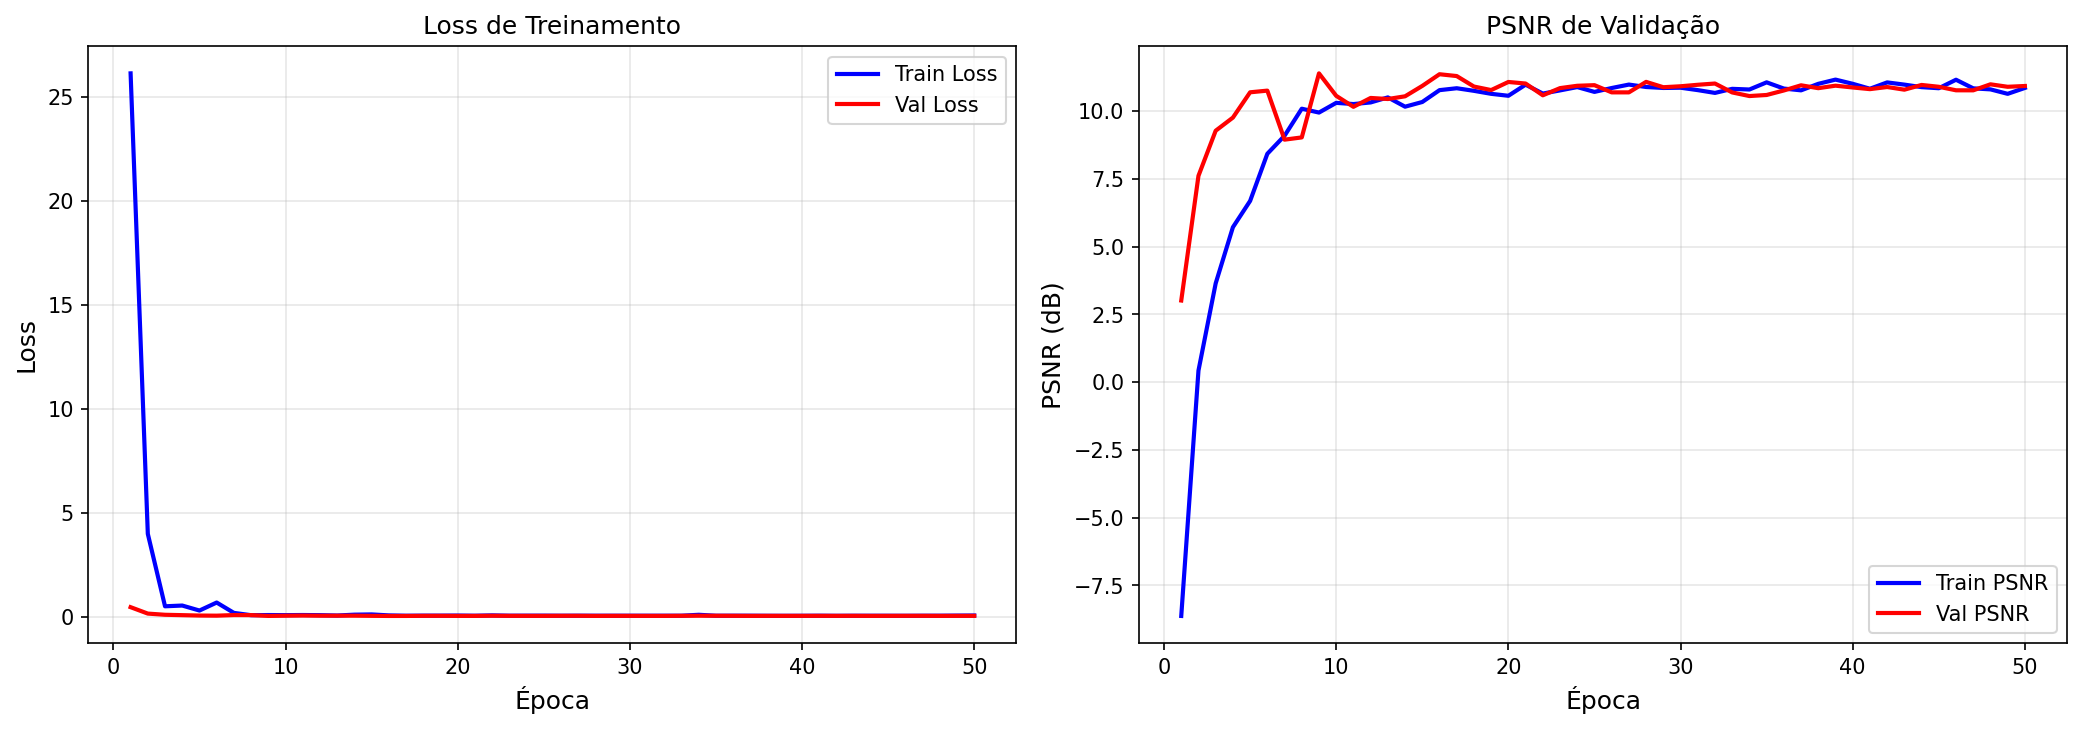 Loss de Treinamento
25
20
15
10
5
0
Loss
Train Loss
Val Loss
0 10 20 30 40 50
Época
PSNR de Validação
10.0
7.5
5.0
2.5
0.0
−2.5
−5.0
−7.5
PSNR (dB)
Train PSNR
Val PSNR
0 10 20 30 40 50
Época